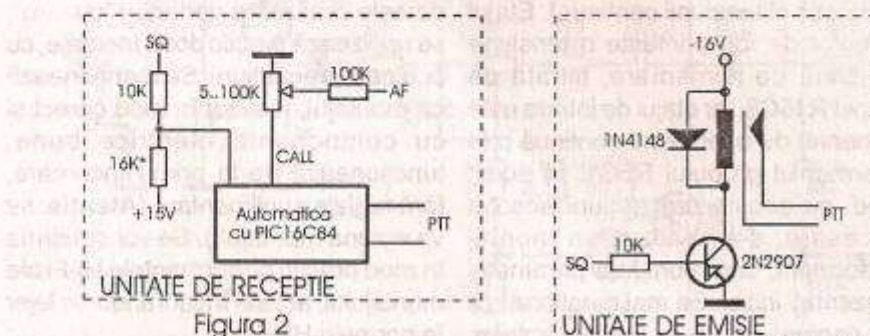 SQ
10K
5..100K
100K
AF
16K*
CALL
+15V
Automatica
cu PIC16C84
PTT
UNITATE DE RECEPTIE
Figura 2
-16V
1N4148
PTT
10K
SQ
2N2907
UNITATE DE EMISIE